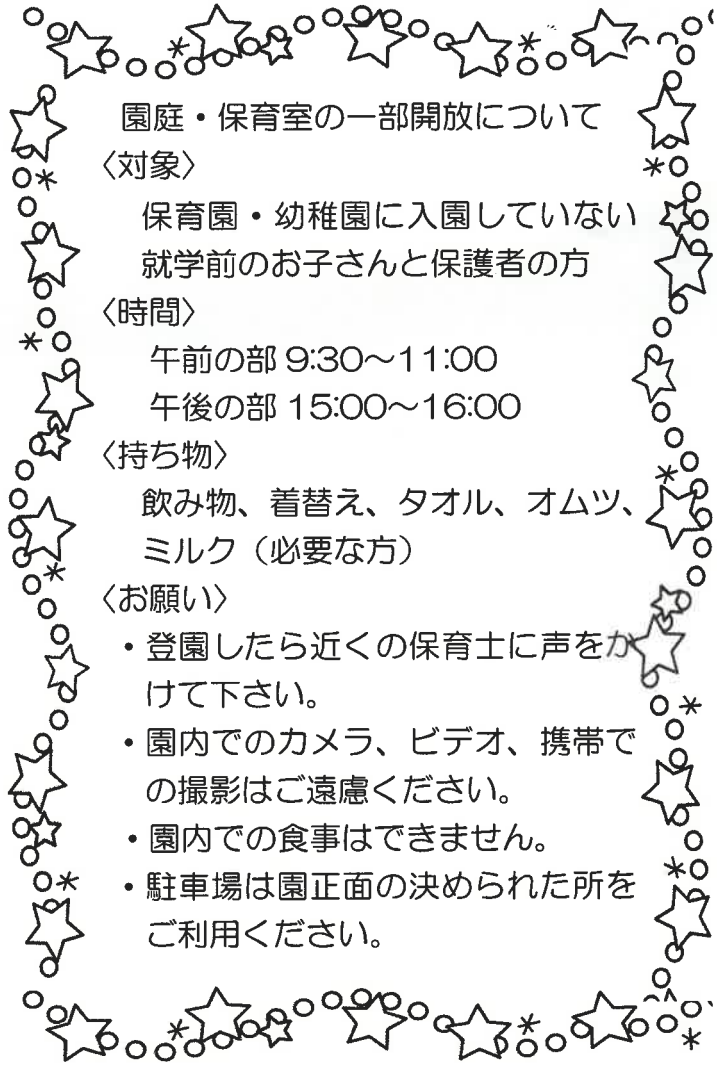 園庭・保育室の一部開放について
〈対象〉
保育園・幼稚園に入園していない
就学前のお子さんと保護者の方
〈時間〉
午前の部 9:30～11:00
午後の部 15:00～16:00
〈持ち物〉
飲み物、着替え、タオル、オムツ、
ミルク（必要な方）
〈お願い〉
・登園したら近くの保育士に声をか
けて下さい。
・園内でのカメラ、ビデオ、携帯で
の撮影はご遠慮ください。
・園内での食事はできません。
・駐車場は園正面の決められた所を
ご利用ください。